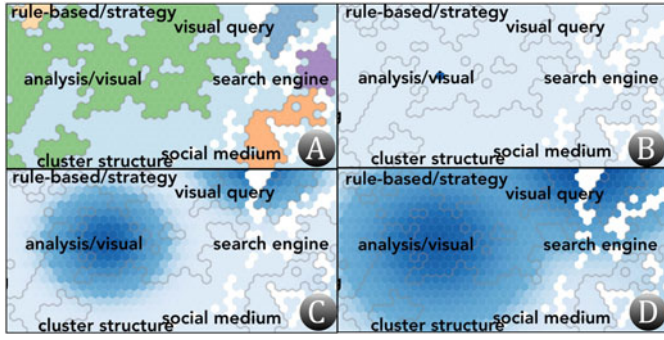 rule-based/strategy
visual query
analysis/visual
search engine
social medium
cluster structure
A
rule-based/strategy
visual query
analysis/visual
search engine
social medium
cluster structure
B
rule-based/strategy
visual query
analysis/visual
search engine
social medium
cluster structure
C
rule-based/strategy
visual query
analysis/visual
search engine
social medium
cluster structure
D